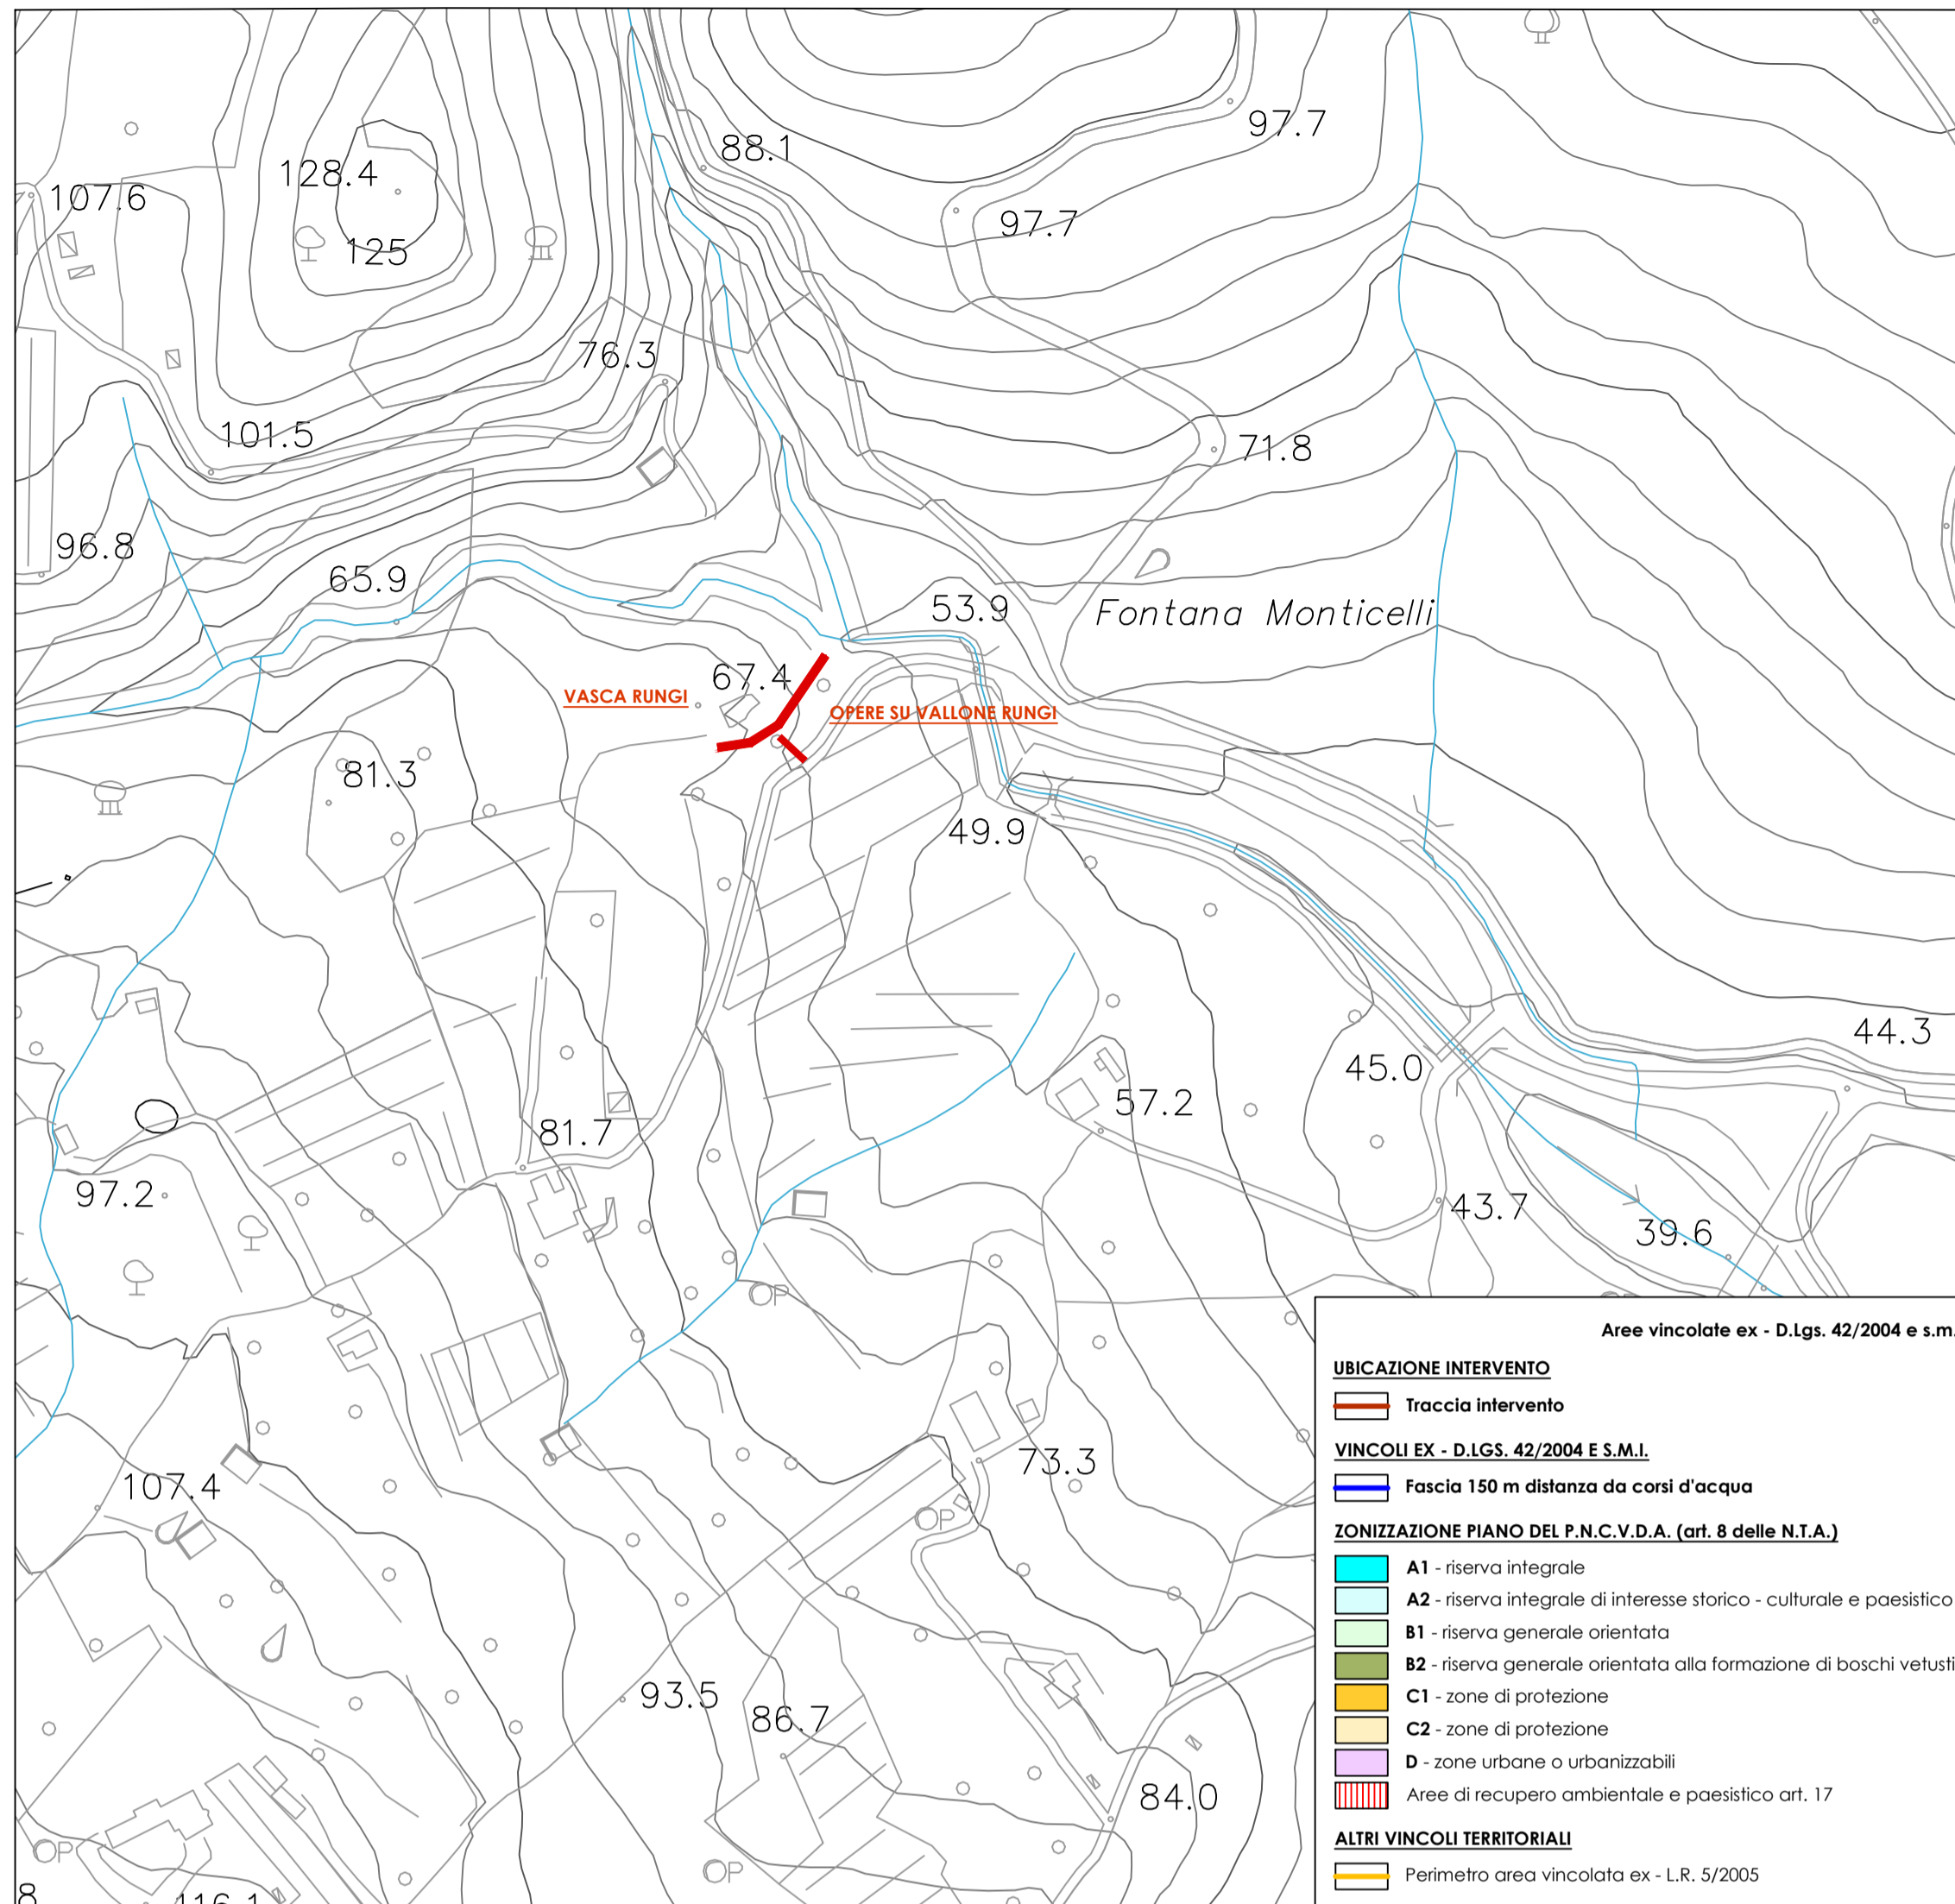 88.1
97.7
128.4
107.6
97.7
125
76.3
101.5
71.8
96.8
65.9
53.9
Fontana Monticelli
67.4
VASCA RUNGI
OPERE SU VALLONE RUNGI
81.3
49.9
44.3
45.0
57.2
81.7
97.2
43.7
39.6
P
73.3
107.4
P
93.5
86.7
84.0
P
P
8
116.1
Aree vincolate ex - D.Lgs. 42/2004 e s.m.
UBICAZIONE INTERVENTO
Traccia intervento
VINCOLI EX - D.LGS. 42/2004 E S.M.I.
Fascia 150 m distanza da corsi d'acqua
ZONIZZAZIONE PIANO DEL P.N.C.V.D.A. (art. 8 delle N.T.A.)
A1 - riserva integrale
A2 - riserva integrale di interesse storico - culturale e paesistico
B1 - riserva generale orientata
B2 - riserva generale orientata alla formazione di boschi vetusti
C1 - zone di protezione
C2 - zone di protezione
D - zone urbane o urbanizzabili
Aree di recupero ambientale e paesistico art. 17
ALTRI VINCOLI TERRITORIALI
Perimetro area vincolata ex - L.R. 5/2005